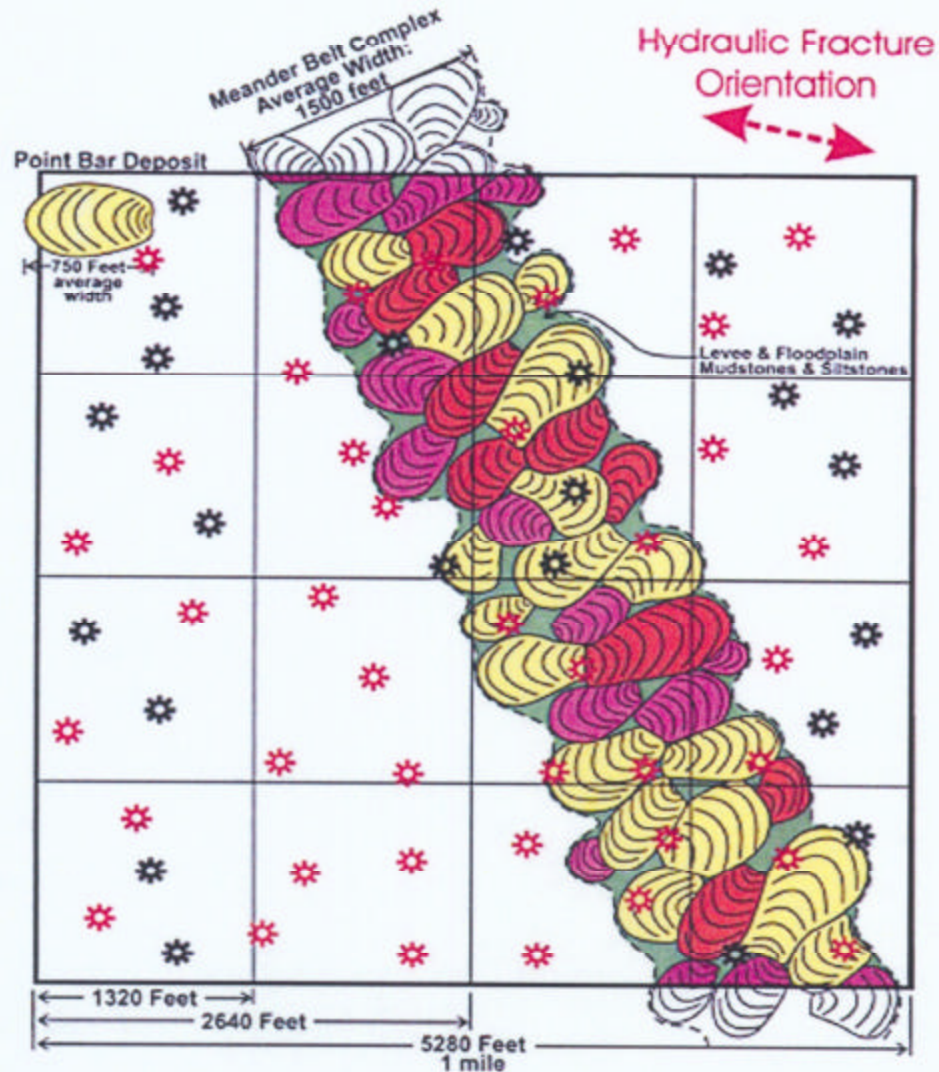 Meander Belt Complex
Average Width:
1500 feet
Hydraulic Fracture
Orientation
Point Bar Deposit
750 Feet
average
width
Levee & Floodplain
Mudstones & Siltstones
1320 Feet
2640 Feet
5280 Feet
1 mile